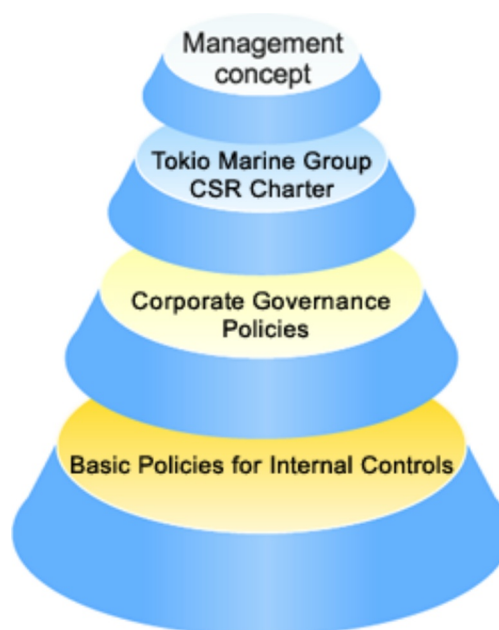 Management
concept
Tokio Marine Group
CSR Charter
Corporate Governance
Policies
Basic Policies for Internal Controls